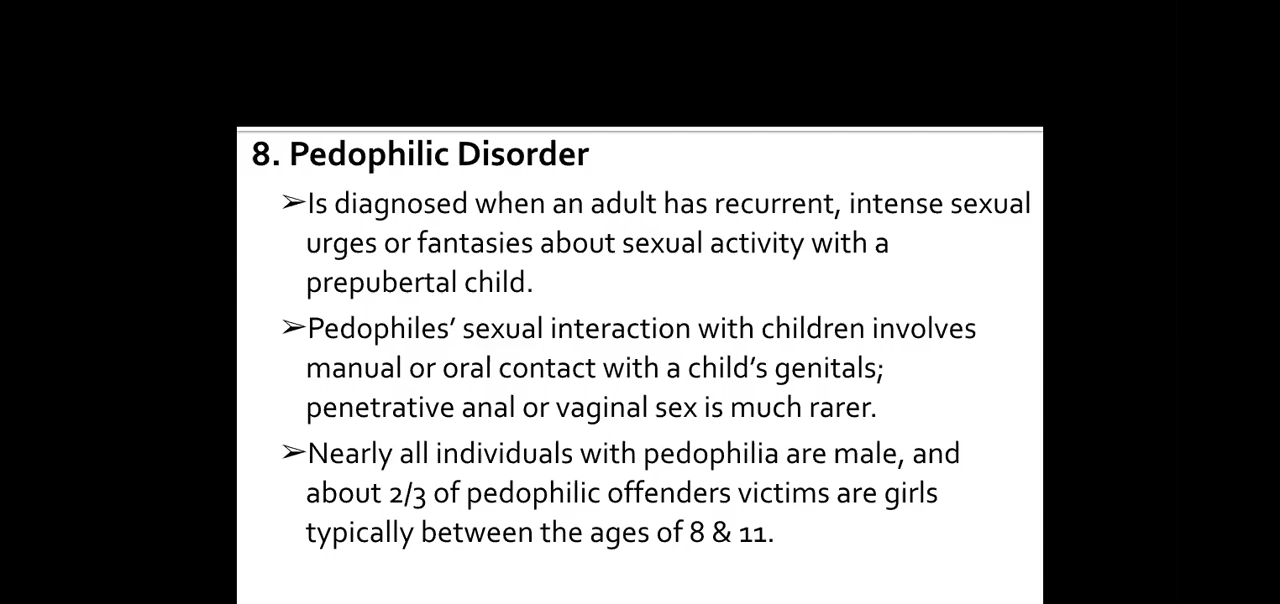 8. Pedophilic Disorder
➢Is diagnosed when an adult has recurrent, intense sexual
urges or fantasies about sexual activity with a
prepubertal child.
➢Pedophiles’ sexual interaction with children involves
manual or oral contact with a child’s genitals;
penetrative anal or vaginal sex is much rarer.
➢Nearly all individuals with pedophilia are male, and
about 2/3 of pedophilic offenders victims are girls
typically between the ages of 8 & 11.